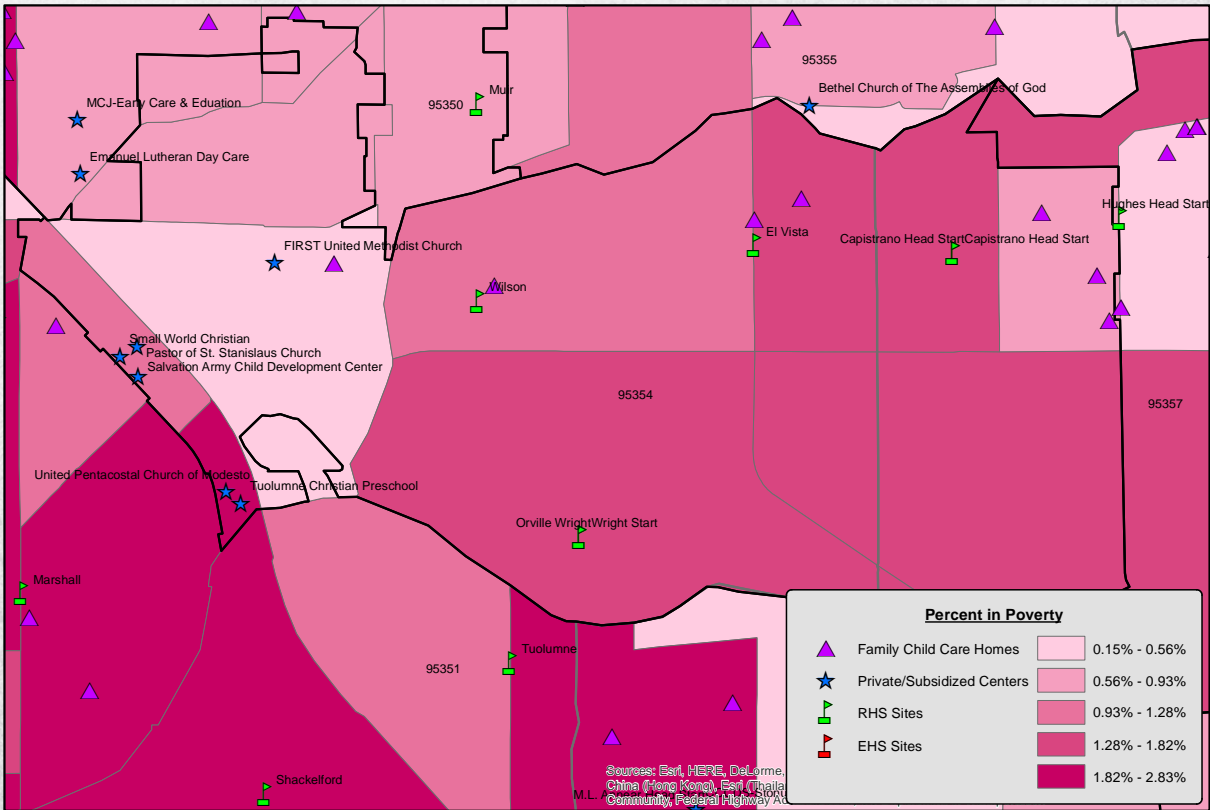 95355
Muir
Bethel Church of The Assemblies of God
MCJ-Early Care & Eduation
95350
Emanuel Lutheran Day Care
Hughes Head Start
El Vista
Capistrano Head StartCapistrano Head Start
FIRST United Methodist Church
Wilson
Small World Christian
Pastor of St. Stanislaus Church
Salvation Army Child Development Center
95354
95357
United Pentacostal Church of Modesto
Tuolumne Christian Preschool
Orville WrightWright Start
Marshall
Tuolumne
95351
Shackelford
Percent in Poverty
Family Child Care Homes
0.15% - 0.56%
Private/Subsidized Centers
0.56% - 0.93%
RHS Sites
0.93% - 1.28%
EHS Sites
1.28% - 1.82%
1.82% - 2.83%
Sources: Esri, HERE, DeLorme,
China (Hong Kong), Esri
M.L.
Community, Federal Highway